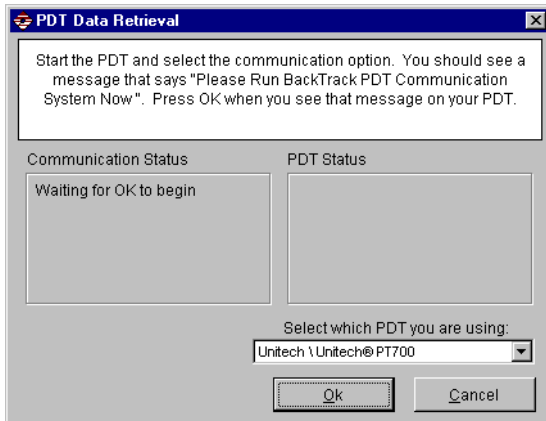 PDT Data Retrieval
Start the PDT and select the communication option. You should see a
message that says "Please Run BackTrack PDT Communication
System Now". Press OK when you see that message on your PDT.
Communication Status
PDT Status
Waiting for OK to begin
Select which PDT you are using:
Unitech \ Unitech® PT700
Ok
Cancel